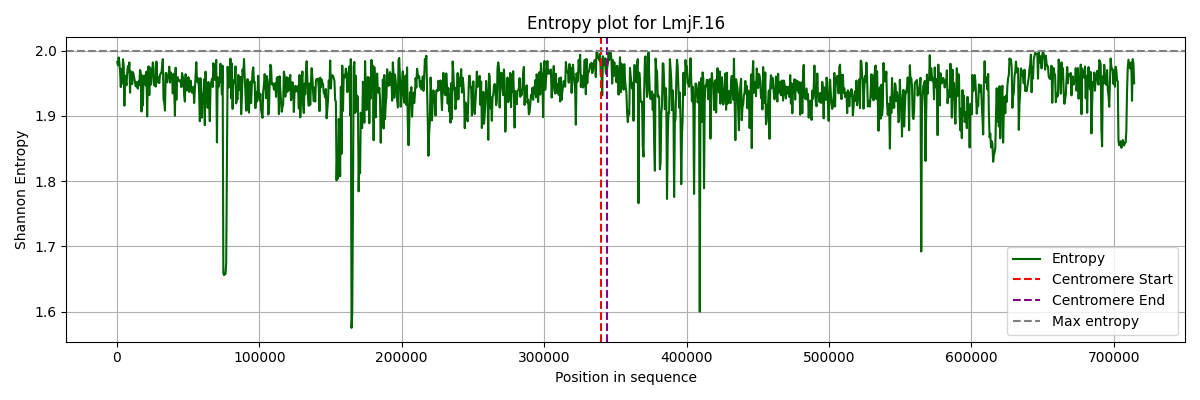 Entropy plot for LmjF.16
Shannon Entropy
2.0
1.9
1.8
1.7
1.6
0
100000
200000
300000
400000
500000
600000
700000
Position in sequence
Entropy
Centromere Start
Centromere End
Max entropy